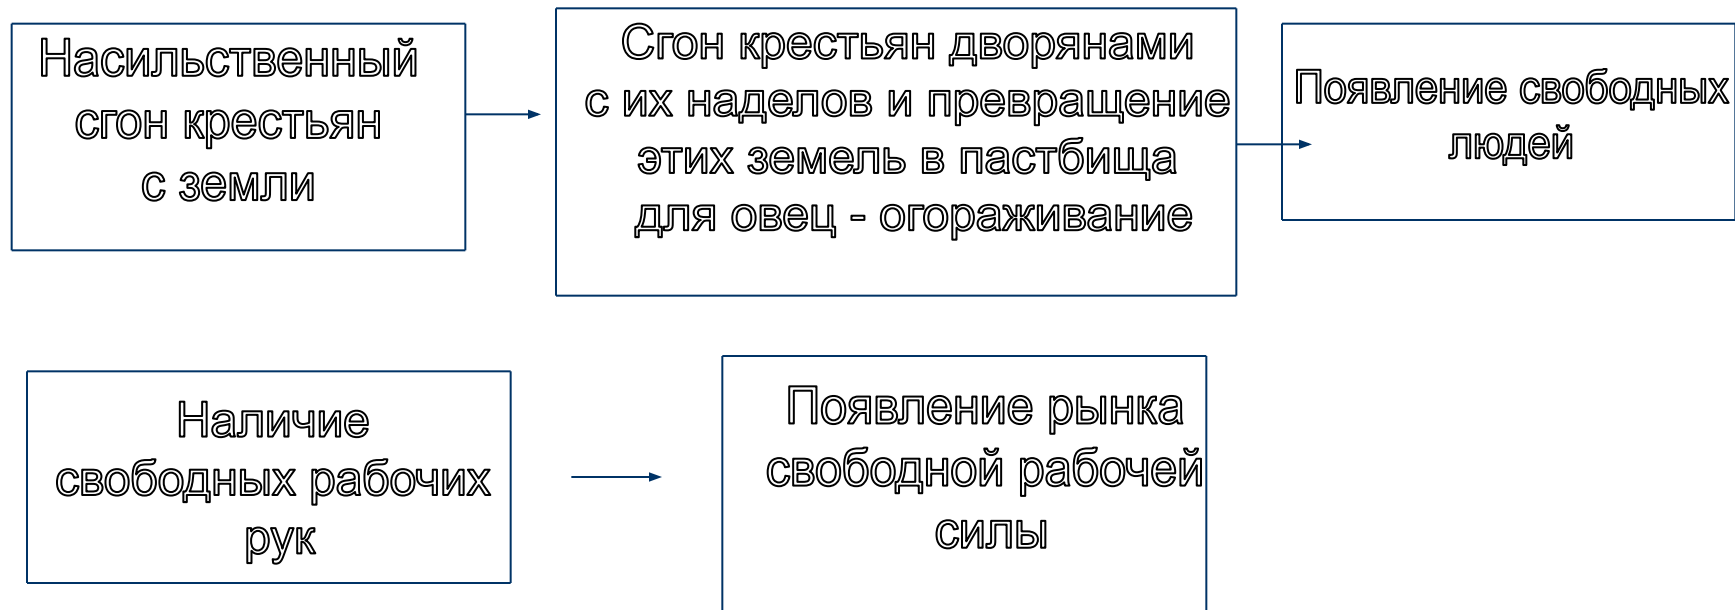 Насильственный
сгон крестьян
с земли
Сгон крестьян дворянами
с их наделов и превращение
этих земель в пастбища
для овец - огораживание
Появление свободных
людей
Наличие
свободных рабочих
рук
Появление рынка
свободной рабочей
силы